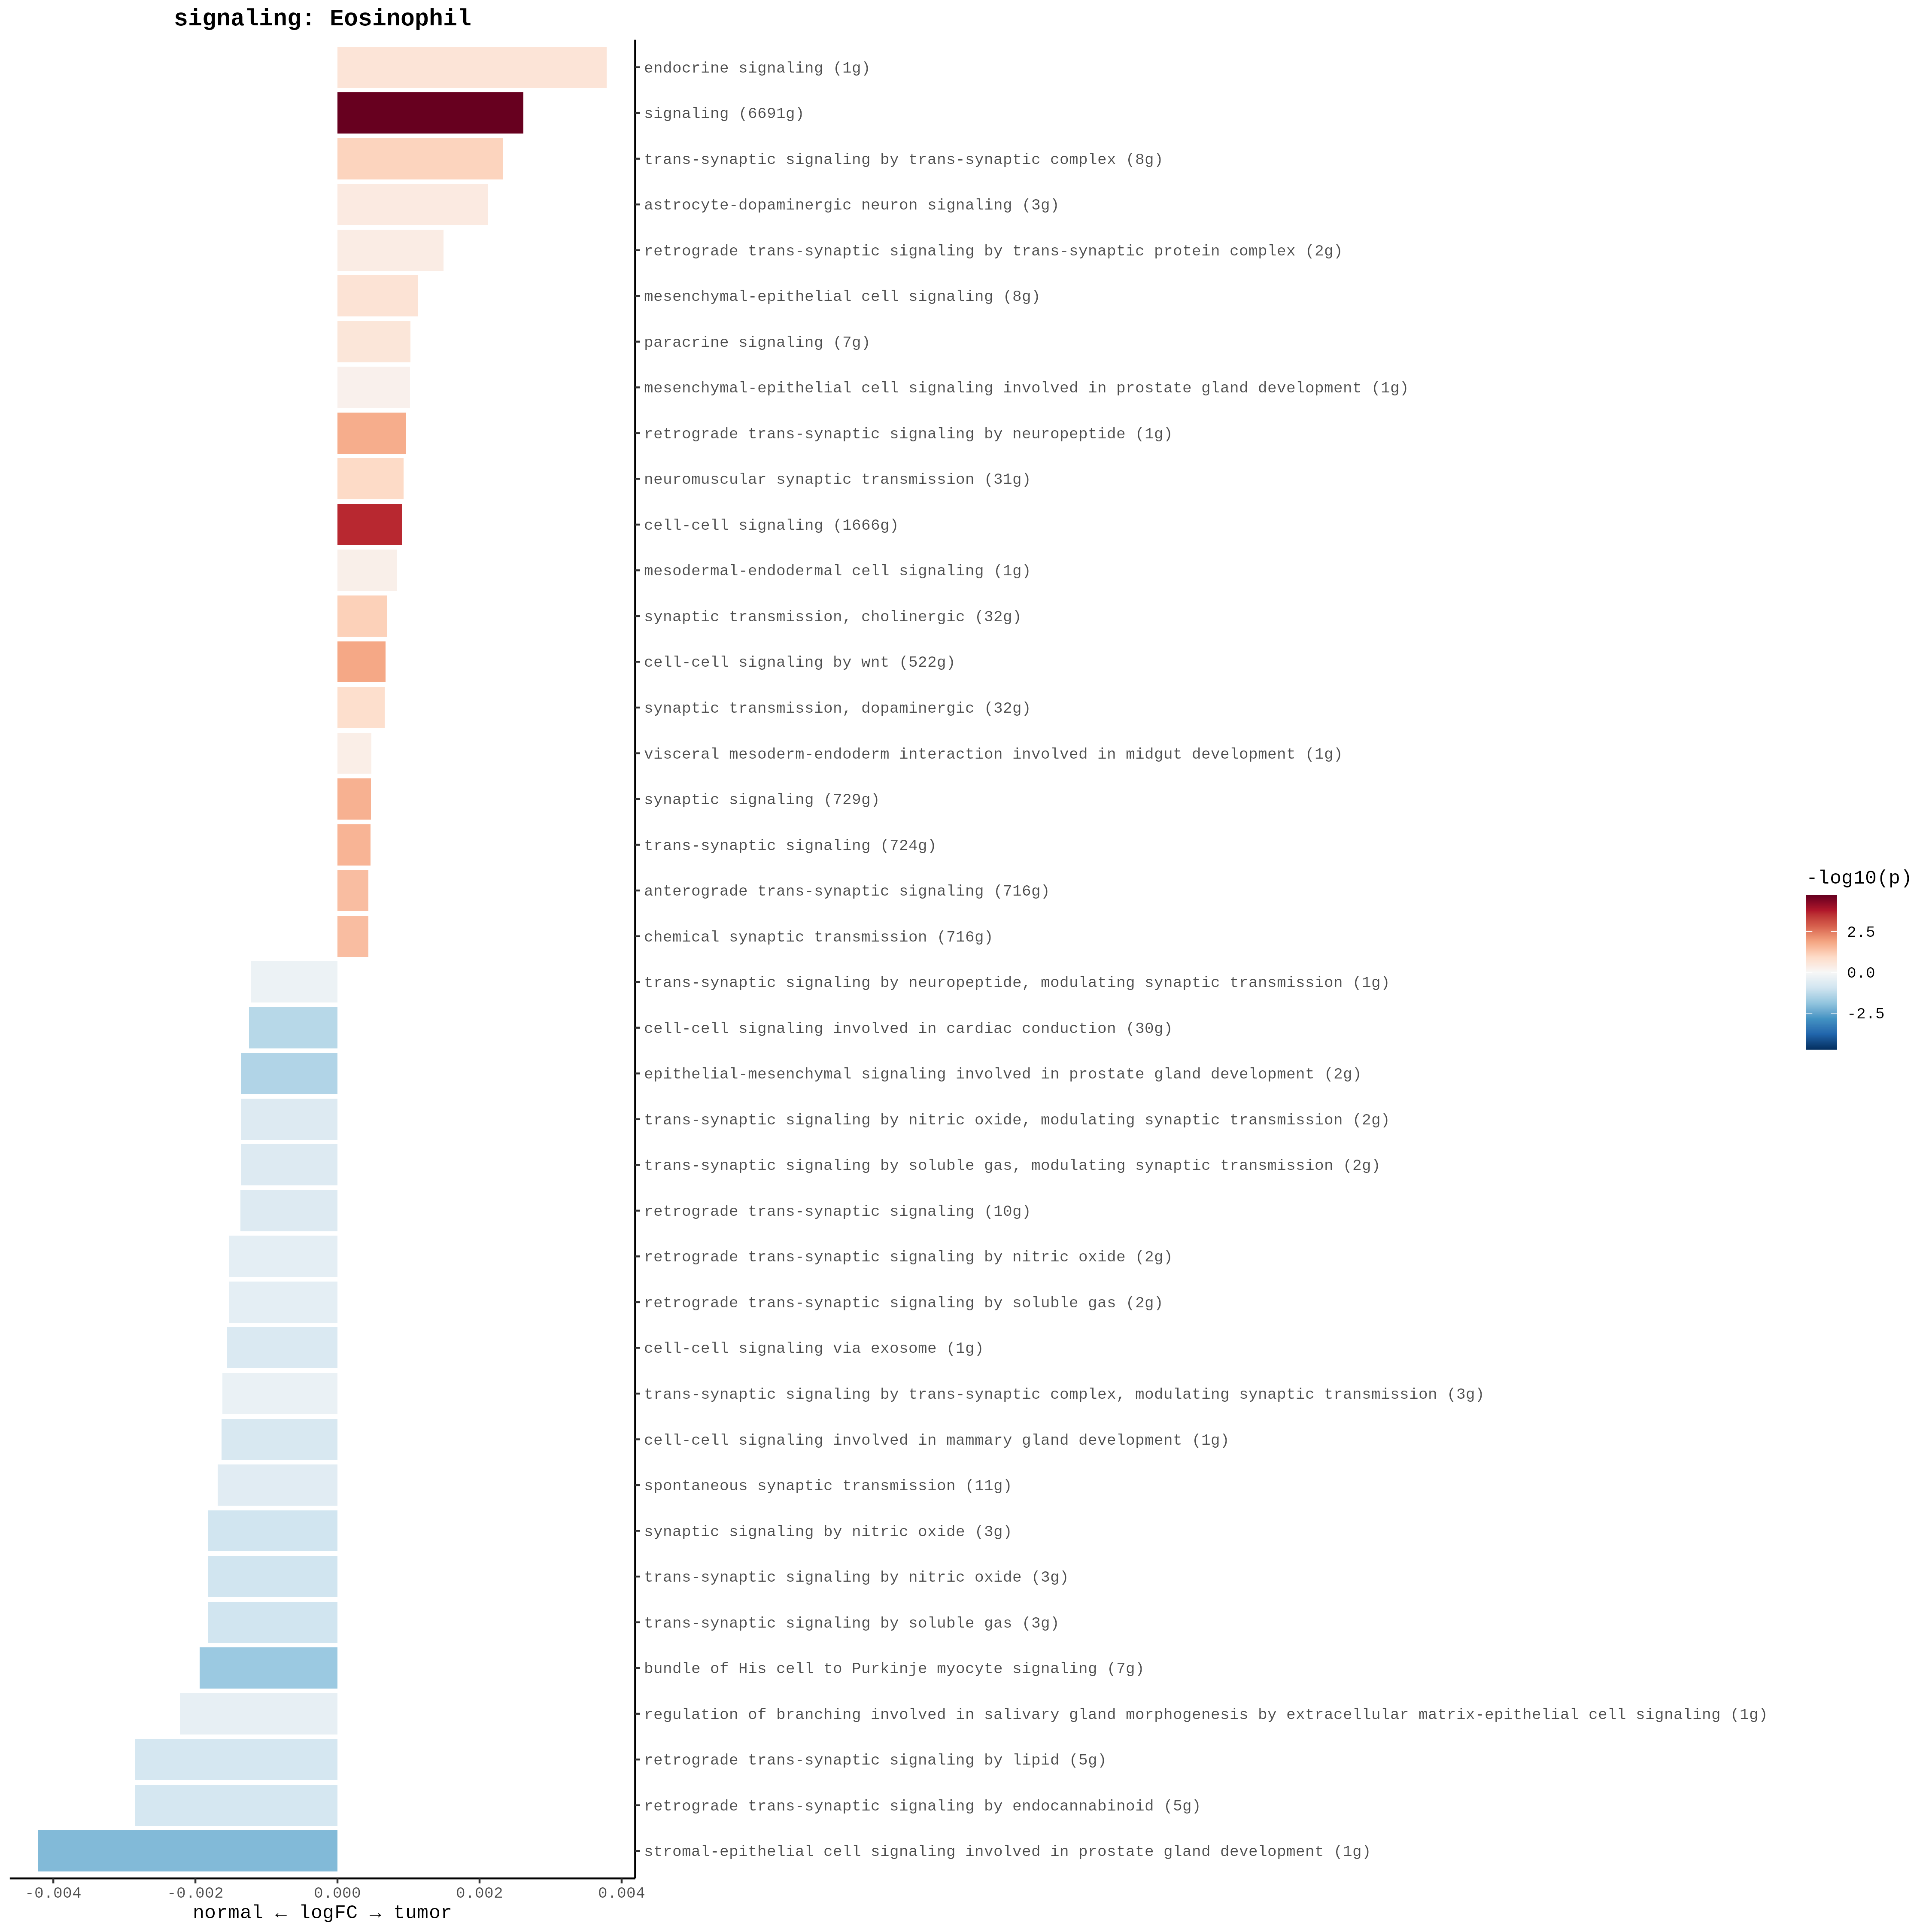 signaling: Eosinophil
endocrine signaling (1g)
signaling (6691g)
trans-synaptic signaling by trans-synaptic complex (8g)
astrocyte-dopaminergic neuron signaling (3g)
retrograde trans-synaptic signaling by trans-synaptic protein complex (2g)
mesenchymal-epithelial cell signaling (8g)
paracrine signaling (7g)
mesenchymal-epithelial cell signaling involved in prostate gland development (1g)
retrograde trans-synaptic signaling by neuropeptide (1g)
neuromuscular synaptic transmission (31g)
cell-cell signaling (1666g)
mesodermal-endodermal cell signaling (1g)
synaptic transmission, cholinergic (32g)
cell-cell signaling by wnt (522g)
synaptic transmission, dopaminergic (32g)
visceral mesoderm-endoderm interaction involved in midgut development (1g)
synaptic signaling (729g)
trans-synaptic signaling (724g)
anterograde trans-synaptic signaling (716g)
chemical synaptic transmission (716g)
trans-synaptic signaling by neuropeptide, modulating synaptic transmission (1g)
cell-cell signaling involved in cardiac conduction (30g)
epithelial-mesenchymal signaling involved in prostate gland development (2g)
trans-synaptic signaling by nitric oxide, modulating synaptic transmission (2g)
trans-synaptic signaling by soluble gas, modulating synaptic transmission (2g)
retrograde trans-synaptic signaling (10g)
retrograde trans-synaptic signaling by nitric oxide (2g)
retrograde trans-synaptic signaling by soluble gas (2g)
cell-cell signaling via exosome (1g)
trans-synaptic signaling by trans-synaptic complex, modulating synaptic transmission (3g)
cell-cell signaling involved in mammary gland development (1g)
spontaneous synaptic transmission (11g)
synaptic signaling by nitric oxide (3g)
trans-synaptic signaling by nitric oxide (3g)
trans-synaptic signaling by soluble gas (3g)
bundle of His cell to Purkinje myocyte signaling (7g)
regulation of branching involved in salivary gland morphogenesis by extracellular matrix-epithelial cell signaling (1g)
retrograde trans-synaptic signaling by lipid (5g)
retrograde trans-synaptic signaling by endocannabinoid (5g)
stromal-epithelial cell signaling involved in prostate gland development (1g)
-0.004 -0.002 0.000 0.002 0.004
normal ← logFC → tumor
-log10(p)
2.5
0.0
-2.5